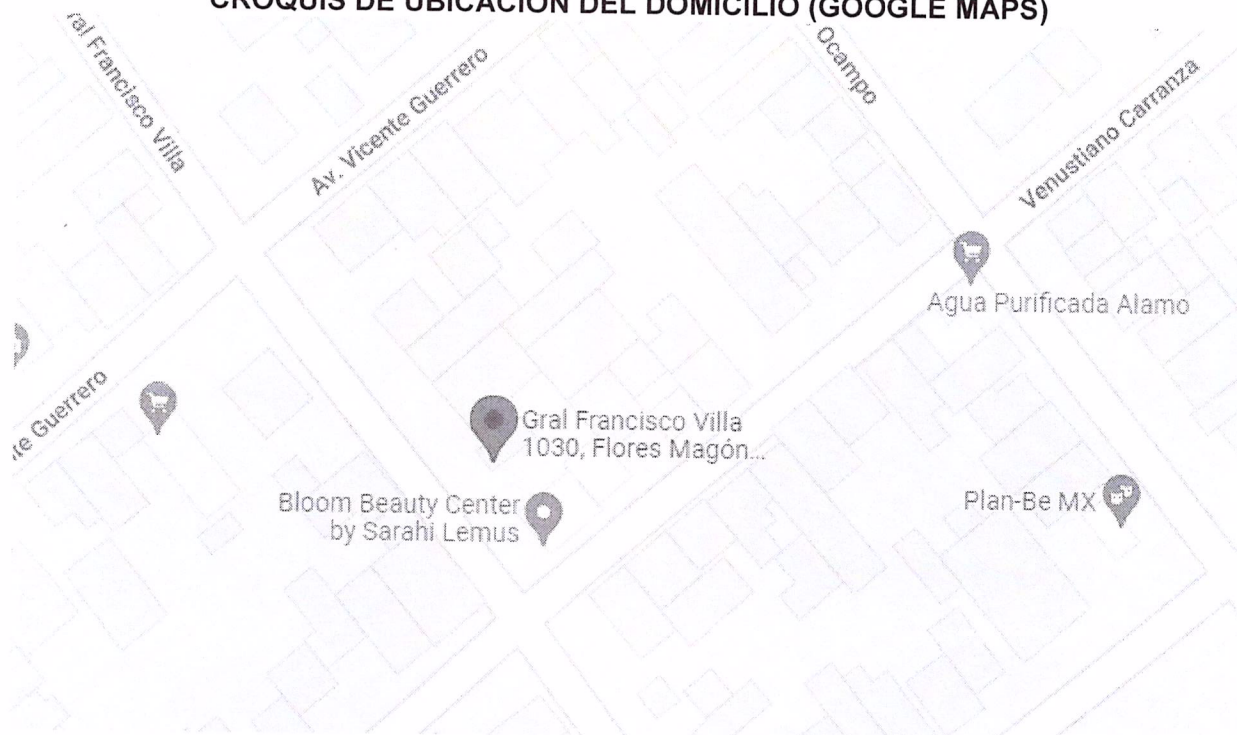 CROQUIS DE UBICACIÓN DEL DOMICILIO (GOOGLE MAPS)
ral Francisco Villa
Av. Vicente Guerrero
Ocampo
Venustiano Carranza
Agua Purificada Alamo
te Guerrero
Gral Francisco Villa
1030, Flores Magón...
Bloom Beauty Center
by Sarahi Lemus
Plan-Be MX